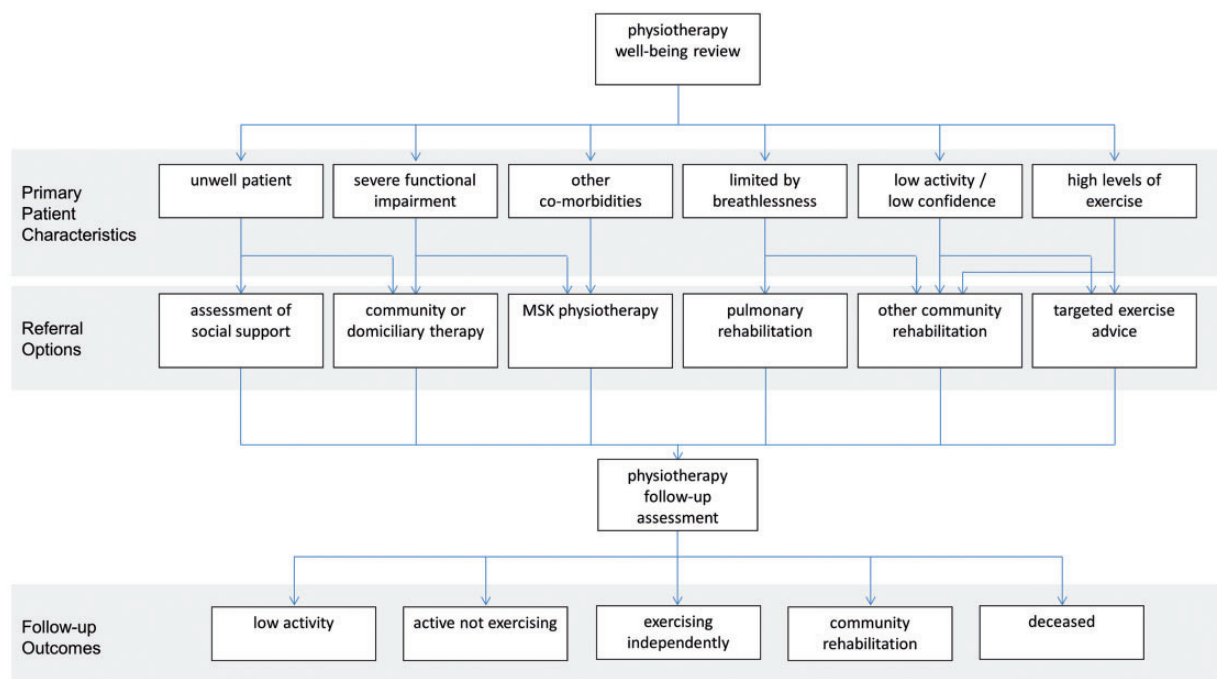 physiotherapy
well-being review
Primary
Patient
Characteristics
unwell patient
severe functional
impairment
other
co-morbidities
limited by
breathlessness
low activity /
low confidence
high levels of
exercise
Referral
Options
assessment of
social support
community or
domiciliary therapy
MSK physiotherapy
pulmonary
rehabilitation
other community
rehabilitation
targeted exercise
advice
physiotherapy
follow-up
assessment
Follow-up
Outcomes
low activity
active not exercising
exercising
independently
community
rehabilitation
deceased